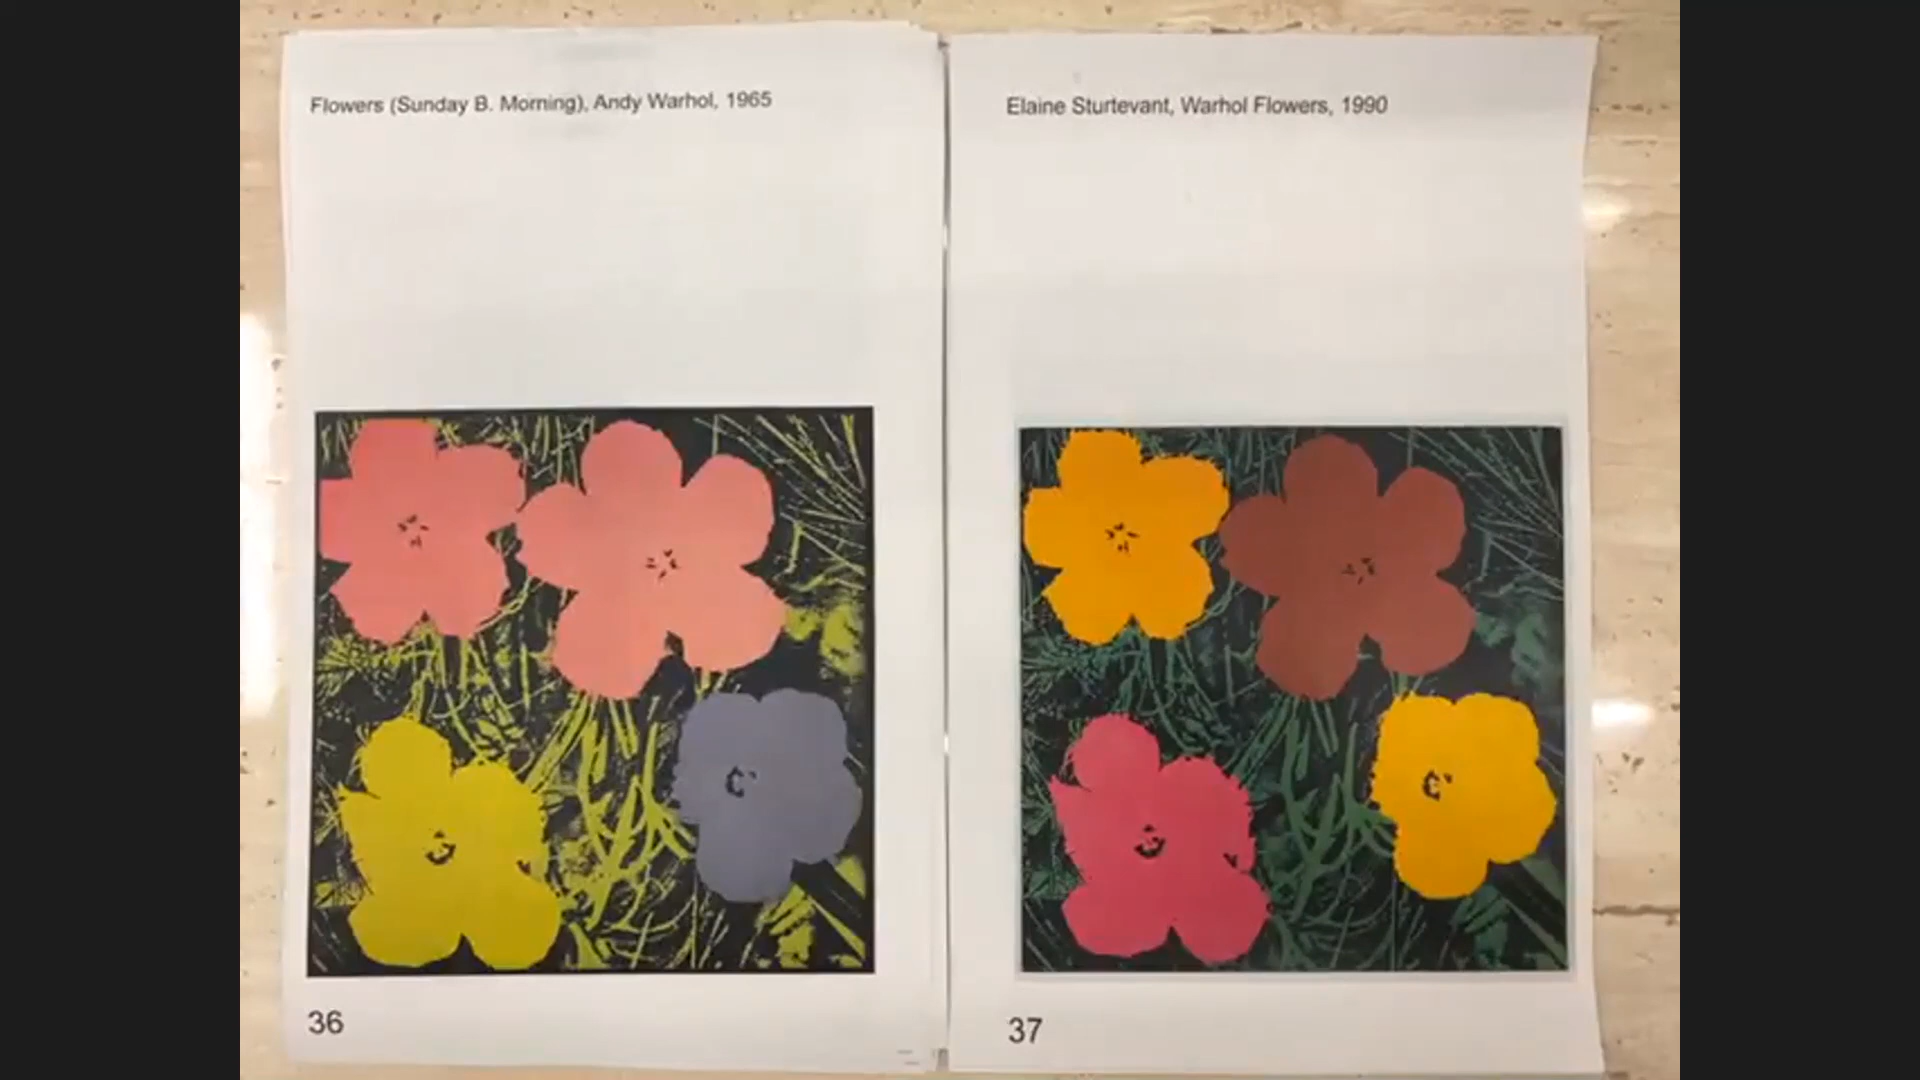 Flowers (Sunday B. Morning), Andy Warhol, 1965
Elaine Sturtevant, Warhol Flowers, 1990
36
37